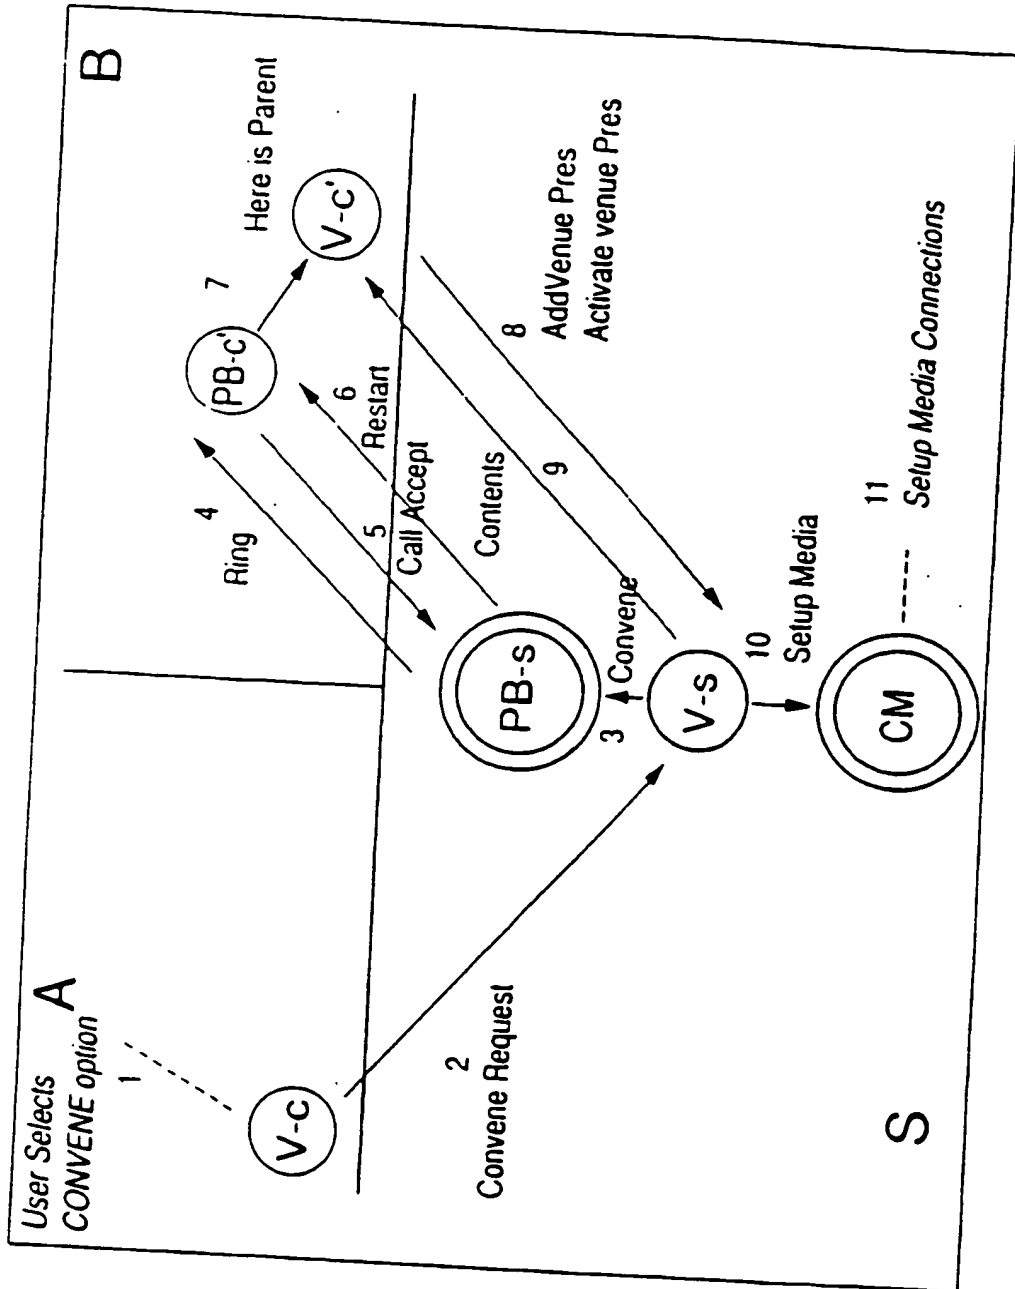 User Selects
CONVENE option
A
1
V-c
B
4
Ring
PB-c'
7
Here is Parent
V-c'
5
Call Accept
6
Restart
2
Convene Request
PB-s
3
Convene
Contents
9
8
AddVenue Pres
Activate venue Pres
V-s
10
Setup Media
CM
11
Setup Media Connections
S